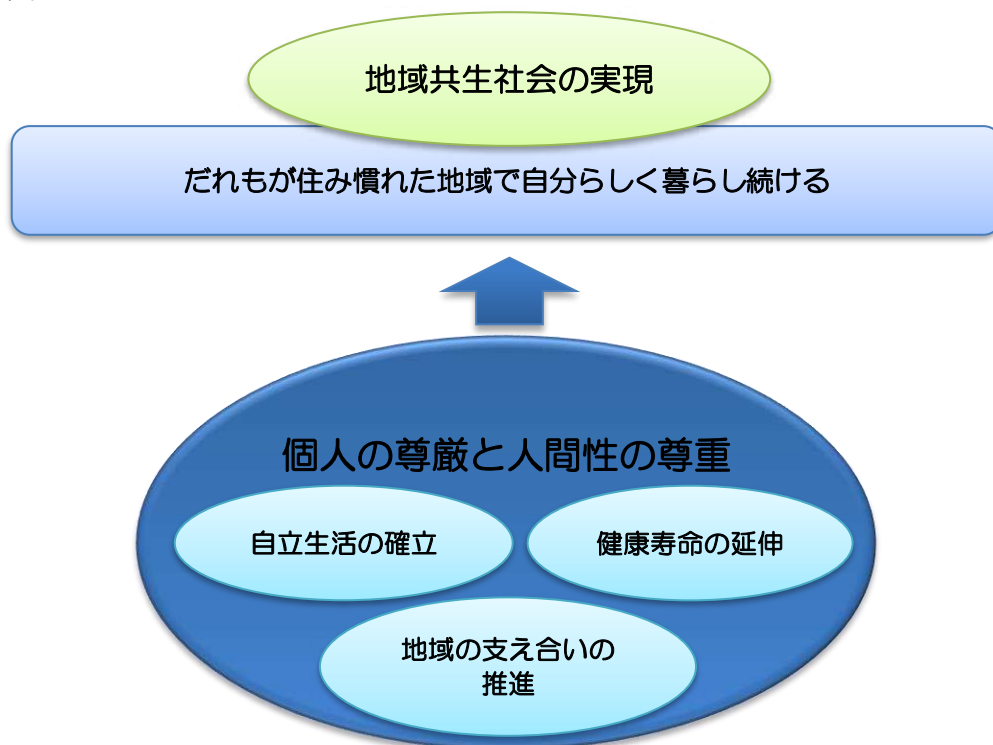 地域共生社会の実現
だれもが住み慣れた地域で自分らしく暮らし続ける
個人の尊厳と人間性の尊重
自立生活の確立
健康寿命の延伸
地域の支え合いの
推進